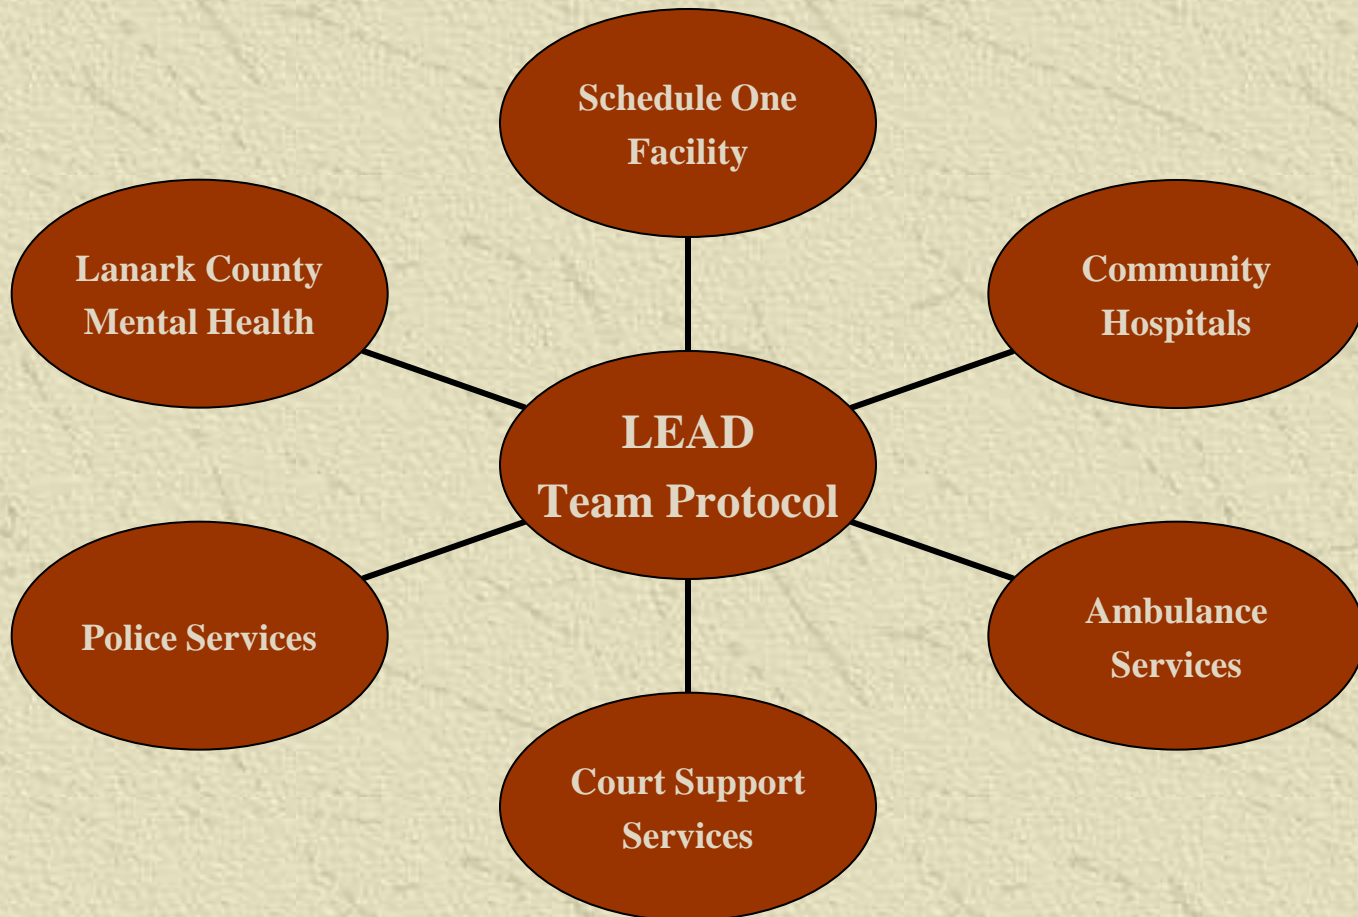 Schedule One
Facility
Lanark County
Mental Health
Community
Hospitals
LEAD
Team Protocol
Police Services
Ambulance
Services
Court Support
Services